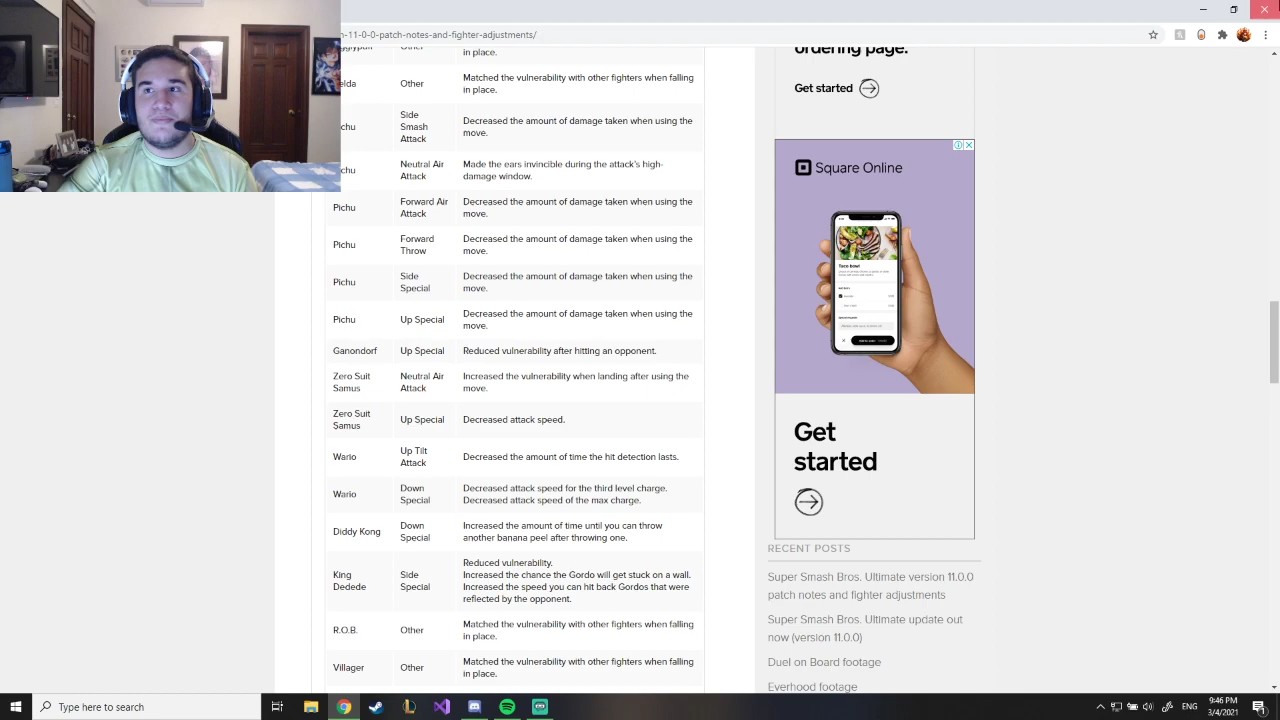 n-11-0-0-patch-notes-and-fighter-adjustments/
Other
in place.
Other
Matched the vulnerability with other fighters when falling
in place.
Side
Smash
Attack
Decreased the amount of damage taken when using the
move.
Neutral Air
Attack
Made the ears invincible during the attack's high-
damage window.
Pichu
Forward Air
Attack
Decreased the amount of damage taken when using the
move.
Pichu
Forward
Throw
Decreased the amount of damage taken when using the
move.
Pichu
Side
Special
Decreased the amount of damage taken when using the
move.
Pichu
Up Special
Decreased the amount of damage taken when using the
move.
Ganondorf
Up Special
Reduced vulnerability after hitting an opponent.
Zero Suit
Samus
Neutral Air
Attack
Increased the vulnerability when landing after using the
move.
Zero Suit
Samus
Up Special
Decreased attack speed.
Wario
Up Tilt
Attack
Decreased the amount of time the hit detection lasts.
Wario
Down
Special
Decreased attack speed for the third level charge.
Decreased attack speed of the max charge.
Diddy Kong
Down
Special
Increased the amount of time until you can throw
another banana peel after throwing one.
King
Dedede
Side
Special
Reduced vulnerability.
Increased the chance the Gordo will get stuck on a wall.
Increased the speed you can hit back Gordos that were
reflected by the opponent.
R.O.B.
Other
Matched the vulnerability with other fighters when falling
in place.
Villager
Other
Matched the vulnerability with other fighters when falling
in place.
ordering page.
Get started
Square Online
Taco bowl
Get
started
RECENT POSTS
Super Smash Bros. Ultimate version 11.0.0
patch notes and fighter adjustments
Super Smash Bros. Ultimate update out
now (version 11.0.0)
Duel on Board footage
Everhood footage
Type here to search
ENG
9:46 PM
3/4/2021